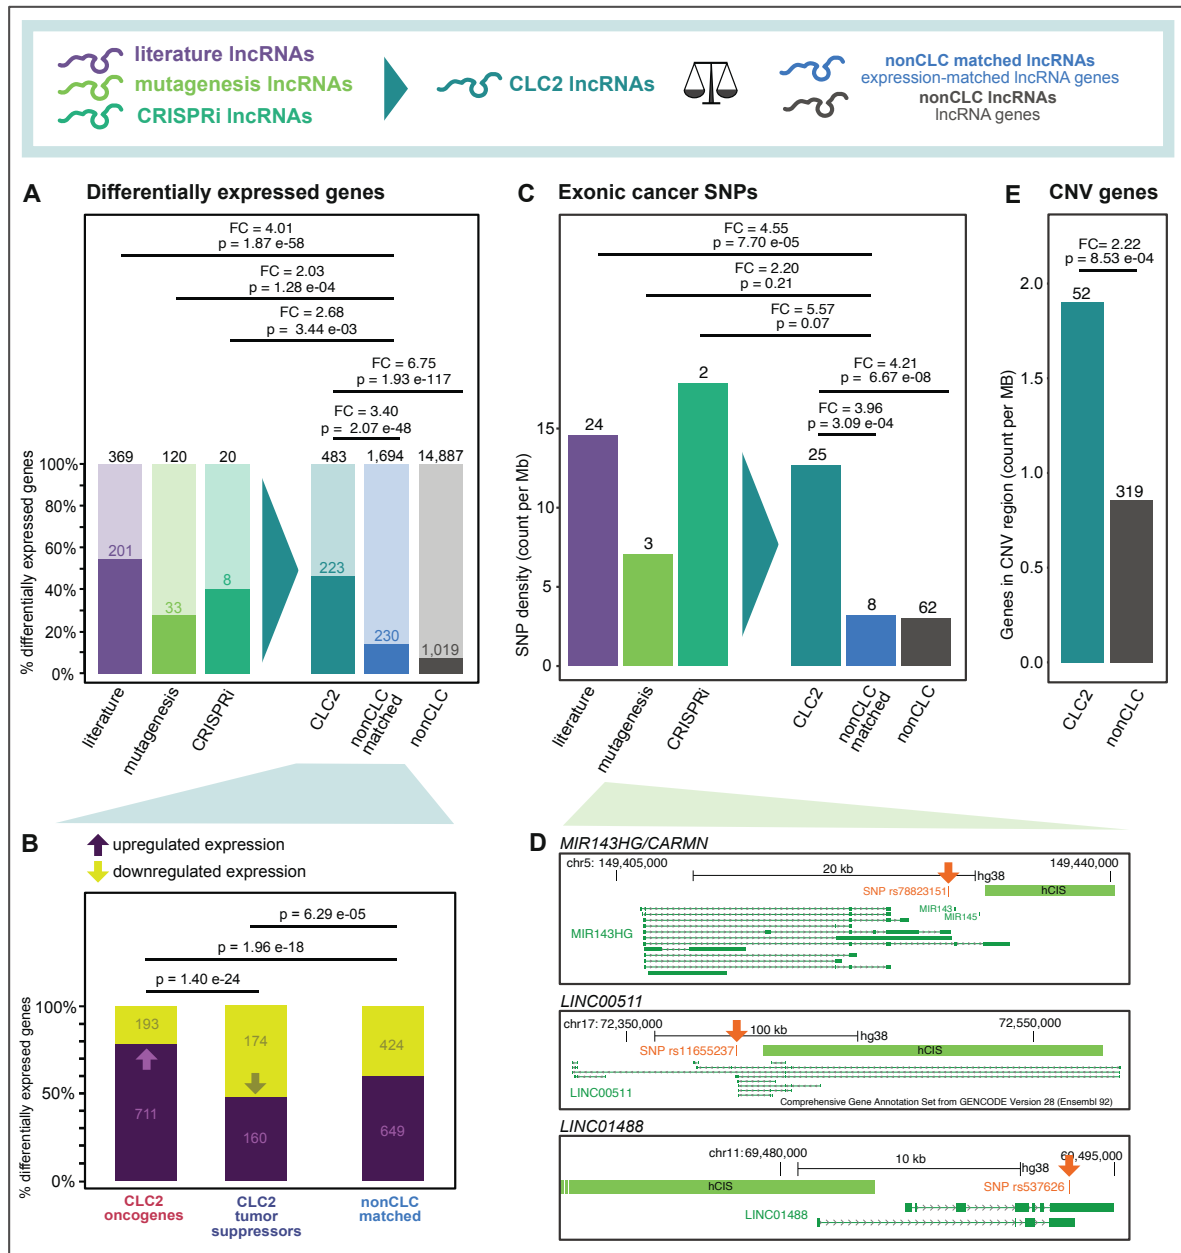 literature lncRNAs
mutagenesis lncRNAs
CRISPRi lncRNAs
CLC2 lncRNAs
nonCLC matched lncRNAs
expression-matched lncRNA genes
nonCLC lncRNAs
lncRNA genes
A Differentially expressed genes
FC = 4.01
p = 1.87 e-58
FC = 2.03
p = 1.28 e-04
FC = 2.68
p = 3.44 e-03
FC = 6.75
p = 1.93 e-117
FC = 3.40
p = 2.07 e-48
369 120 20 483 1,694 14,887
201 33 8 223 230 1,019
% differentially expressed genes
100%
80%
60%
40%
20%
0%
literature
mutagenesis
CRISPRi
CLC2
nonCLC
matched
nonCLC
C Exonic cancer SNPs
FC = 4.55
p = 7.70 e-05
FC = 2.20
p = 0.21
FC = 5.57
p = 0.07
FC = 4.21
p = 6.67 e-08
FC = 3.96
p = 3.09 e-04
24 3 2 25 8 62
SNP density (count per Mb)
15
10
5
0
literature
mutagenesis
CRISPRi
CLC2
nonCLC
matched
nonCLC
E CNV genes
FC= 2.22
p = 8.53 e-04
52
319
Genes in CNV region (count per MB)
2.0
1.5
1.0
0.5
0.0
CLC2
nonCLC
B
upregulated expression
downregulated expression
p = 6.29 e-05
p = 1.96 e-18
p = 1.40 e-24
% differentially expressed genes
100%
50%
0%
193 174 424
711 160 649
CLC2
oncogenes
CLC2
tumor
suppressors
nonCLC
matched
D
MIR143HG/CARMN
chr5: 149,405,000 149,440,000
20 kb hg38
SNP rs78823151
hCIS
MIR143
MIR145
MIR143HG
LINC00511
chr17: 72,350,000 72,550,000
100 kb hg38
SNP rs11655237
hCIS
LINC00511
Comprehensive Gene Annotation Set from GENCODE Version 28 (Ensembl 92)
LINC01488
chr11:69,480,000 69,495,000
10 kb hg38
hCIS
SNP rs537626
LINC01488